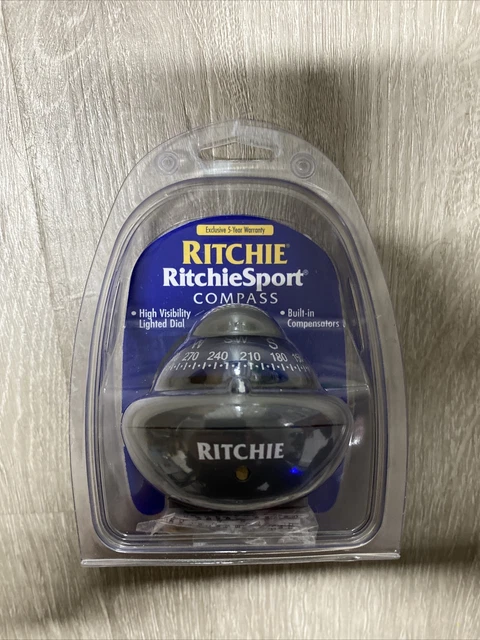 Exclusive 5-Year Warranty
RITCHIE®
RitchieSport®
COMPASS
• High Visibility
Lighted Dial
• Built-in
Compensators
W SW S
270 240 210 180
RITCHIE